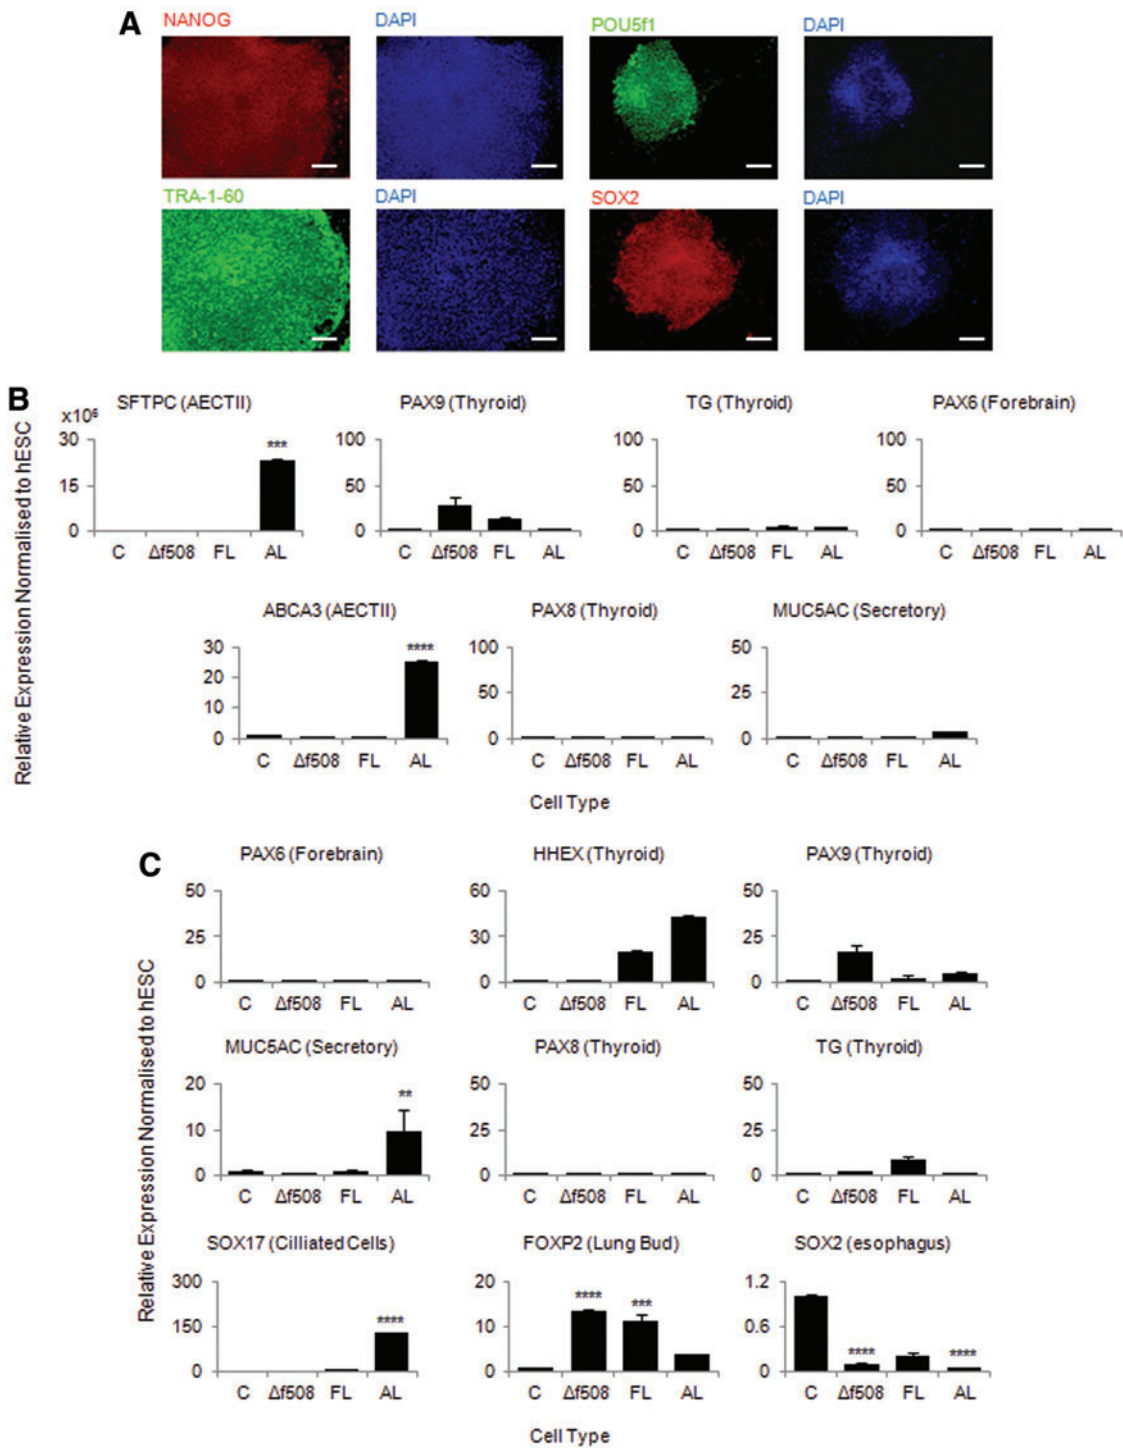 A
NANOG
DAPI
POU5f1
DAPI
TRA-1-60
DAPI
SOX2
DAPI
B
Relative Expression Normalised to hESC
SFTPC (AECTII)
x10⁶
30
15
0
***
C Δf508 FL AL
PAX9 (Thyroid)
100
50
0
C Δf508 FL AL
TG (Thyroid)
100
50
0
C Δf508 FL AL
PAX6 (Forebrain)
100
50
0
C Δf508 FL AL
ABCA3 (AECTII)
30
20
10
0
****
C Δf508 FL AL
PAX8 (Thyroid)
100
50
0
C Δf508 FL AL
MUC5AC (Secretory)
50
25
0
C Δf508 FL AL
Cell Type
C
Relative Expression Normalised to hESC
PAX6 (Forebrain)
50
25
0
C Δf508 FL AL
HHEX (Thyroid)
60
30
0
C Δf508 FL AL
PAX9 (Thyroid)
50
25
0
C Δf508 FL AL
MUC5AC (Secretory)
20
10
0
**
C Δf508 FL AL
PAX8 (Thyroid)
50
25
0
C Δf508 FL AL
TG (Thyroid)
50
25
0
C Δf508 FL AL
SOX17 (Cilliated Cells)
300
150
0
****
C Δf508 FL AL
FOXP2 (Lung Bud)
20
10
0
**** ***
C Δf508 FL AL
SOX2 (esophagus)
1.2
0.6
0
**** ****
C Δf508 FL AL
Cell Type